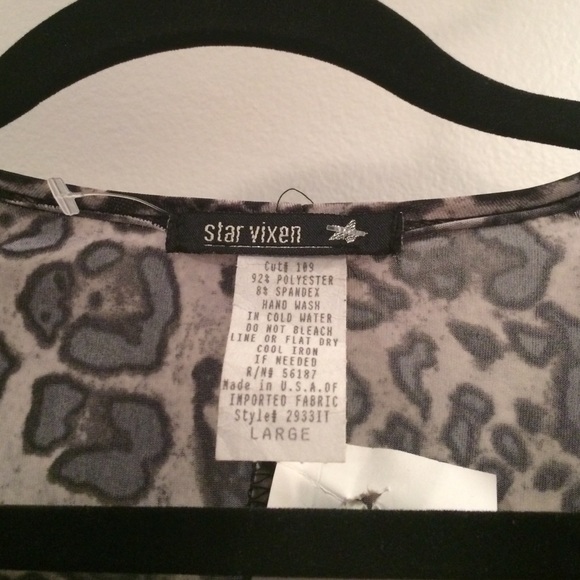 star vixen
Cut# 109
92% POLYESTER
8% SPANDEX
HAND WASH
IN COLD WATER
DO NOT BLEACH
LINE OR FLAT DRY
COOL IRON
IF NEEDED
R/N# 56187
Made in U.S.A.OF
IMPORTED FABRIC
Style# 2933IT
LARGE